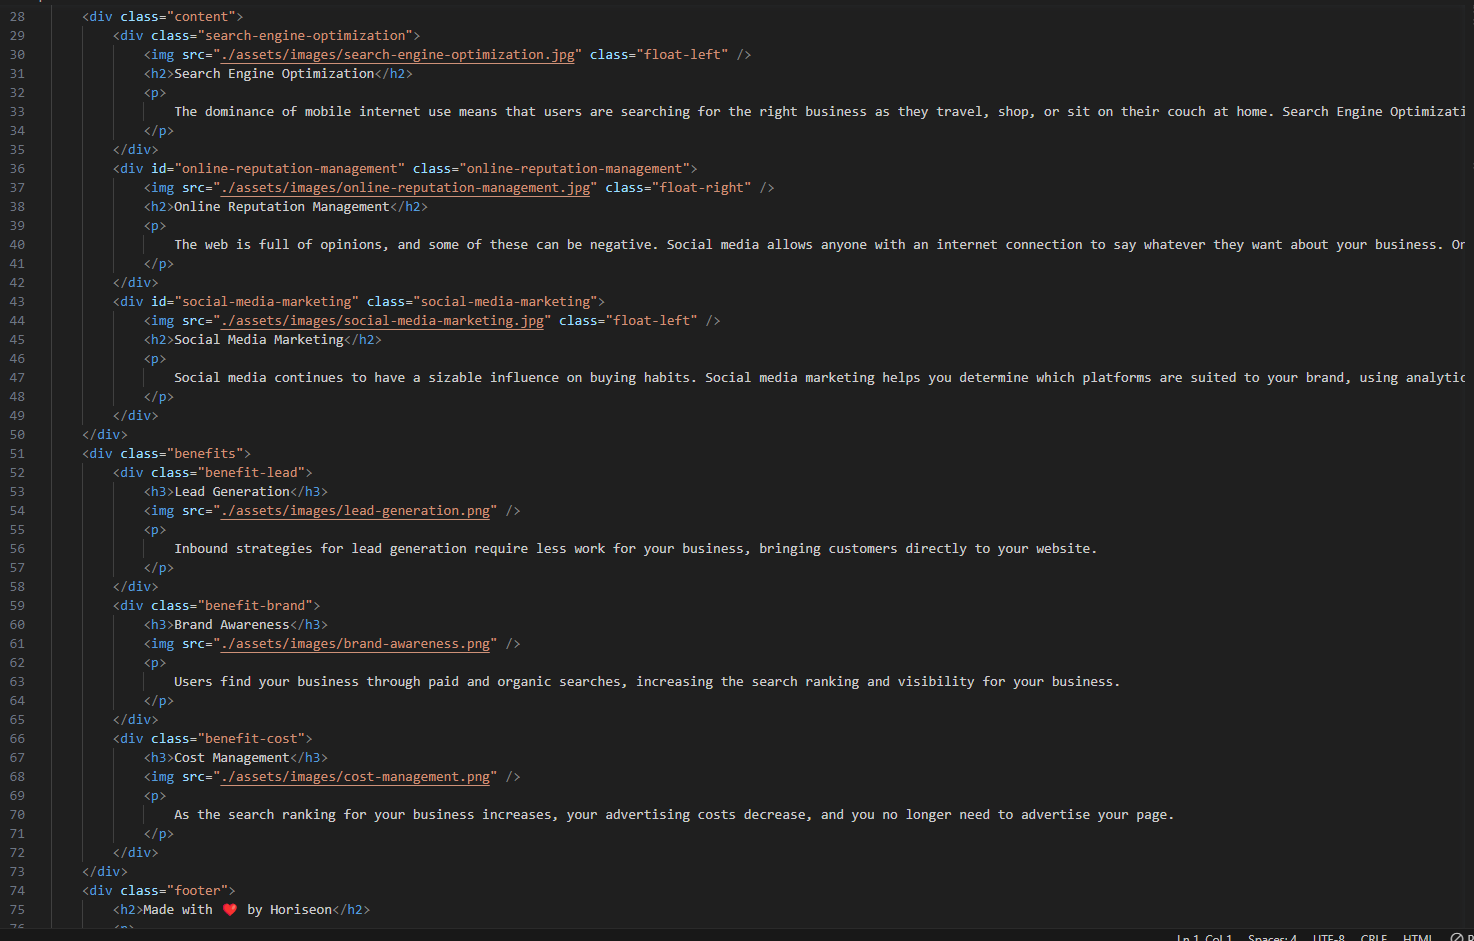 28 <div class="content">
29 <div class="search-engine-optimization">
30 <img src="./assets/images/search-engine-optimization.jpg" class="float-left" />
31 <h2>Search Engine Optimization</h2>
32 <p>
33 The dominance of mobile internet use means that users are searching for the right business as they travel, shop, or sit on their couch at home. Search Engine Optimizati
34 </p>
35 </div>
36 <div id="online-reputation-management" class="online-reputation-management">
37 <img src="./assets/images/online-reputation-management.jpg" class="float-right" />
38 <h2>Online Reputation Management</h2>
39 <p>
40 The web is full of opinions, and some of these can be negative. Social media allows anyone with an internet connection to say whatever they want about your business. On
41 </p>
42 </div>
43 <div id="social-media-marketing" class="social-media-marketing">
44 <img src="./assets/images/social-media-marketing.jpg" class="float-left" />
45 <h2>Social Media Marketing</h2>
46 <p>
47 Social media continues to have a sizable influence on buying habits. Social media marketing helps you determine which platforms are suited to your brand, using analytic
48 </p>
49 </div>
50 </div>
51 <div class="benefits">
52 <div class="benefit-lead">
53 <h3>Lead Generation</h3>
54 <img src="./assets/images/lead-generation.png" />
55 <p>
56 Inbound strategies for lead generation require less work for your business, bringing customers directly to your website.
57 </p>
58 </div>
59 <div class="benefit-brand">
60 <h3>Brand Awareness</h3>
61 <img src="./assets/images/brand-awareness.png" />
62 <p>
63 Users find your business through paid and organic searches, increasing the search ranking and visibility for your business.
64 </p>
65 </div>
66 <div class="benefit-cost">
67 <h3>Cost Management</h3>
68 <img src="./assets/images/cost-management.png" />
69 <p>
70 As the search ranking for your business increases, your advertising costs decrease, and you no longer need to advertise your page.
71 </p>
72 </div>
73 </div>
74 <div class="footer">
75 <h2>Made with ❤️ by Horiseon</h2>
76 <p>
Ln 1, Col 1 Spaces: 4 UTF-8 CRLF HTML